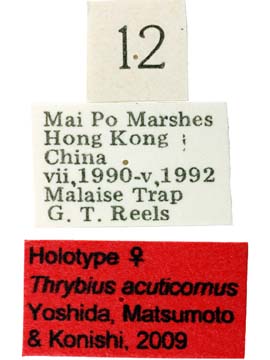 12
Mai Po Marshes
Hong Kong
China
vii,1990-v,1992
Malaise Trap
G. T. Reels
Holotype ♀
Thrybius acuticornus
Yoshida, Matsumoto
& Konishi, 2009